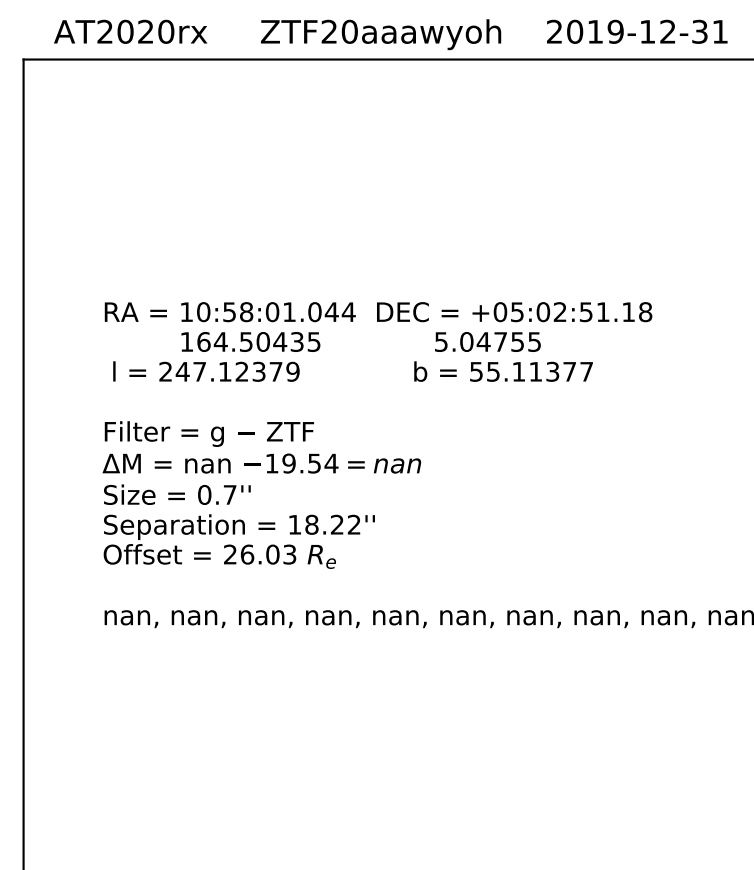 AT2020rx ZTF20aaawyoh 2019-12-31
RA = 10:58:01.044 DEC = +05:02:51.18
164.50435 5.04755
l = 247.12379 b = 55.11377
Filter = g − ZTF
ΔM = nan −19.54 = nan
Size = 0.7''
Separation = 18.22''
Offset = 26.03 Re
nan, nan, nan, nan, nan, nan, nan, nan, nan, nan